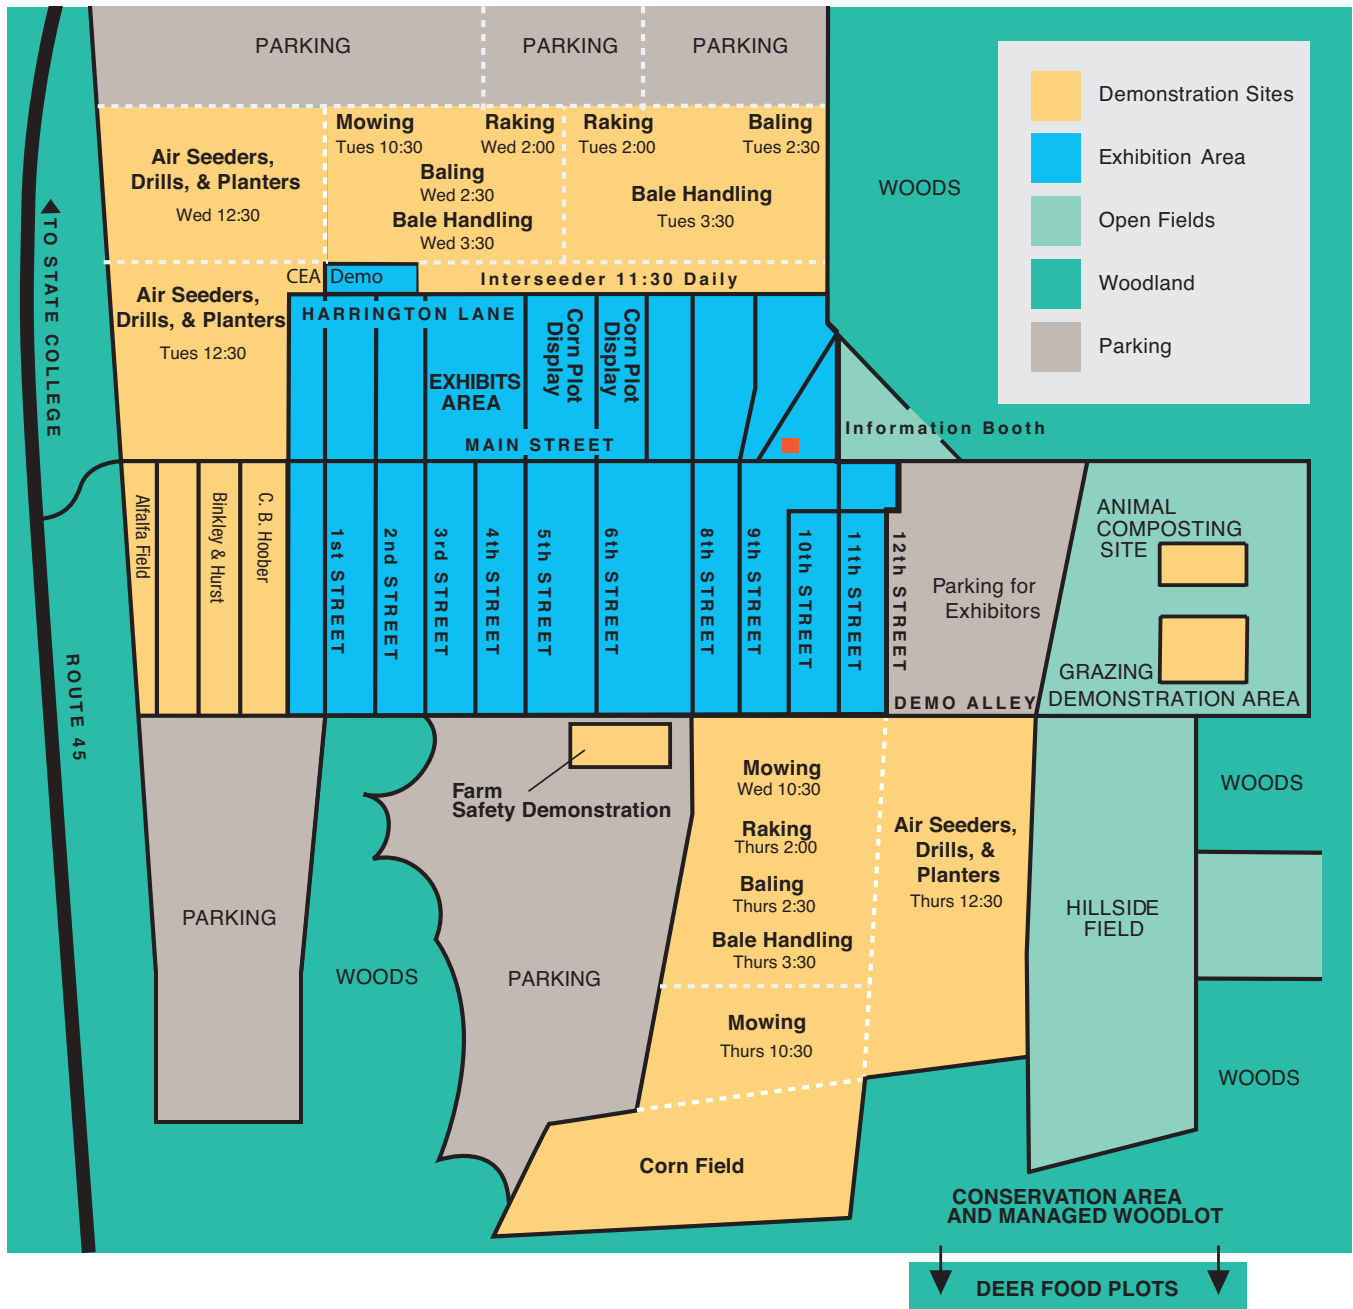 PARKING
PARKING
PARKING
Demonstration Sites
Exhibition Area
Open Fields
Woodland
Parking
WOODS
Air Seeders,
Drills, & Planters
Wed 12:30
Mowing
Tues 10:30
Raking
Wed 2:00
Baling
Wed 2:30
Bale Handling
Wed 3:30
Raking
Tues 2:00
Baling
Tues 2:30
Bale Handling
Tues 3:30
TO STATE COLLEGE
CEA Demo
Interseeder 11:30 Daily
Air Seeders,
Drills, & Planters
Tues 12:30
HARRINGTON LANE
EXHIBITS
AREA
Corn Plot
Display
Corn Plot
Display
MAIN STREET
Information Booth
Alfalfa Field
Binkley & Hurst
C. B. Hoober
1st STREET
2nd STREET
3rd STREET
4th STREET
5th STREET
6th STREET
8th STREET
9th STREET
10th STREET
11th STREET
12th STREET
Parking for
Exhibitors
DEMO ALLEY
ANIMAL
COMPOSTING
SITE
GRAZING
DEMONSTRATION AREA
ROUTE 45
Farm
Safety Demonstration
Mowing
Wed 10:30
Raking
Thurs 2:00
Baling
Thurs 2:30
Bale Handling
Thurs 3:30
Air Seeders,
Drills, &
Planters
Thurs 12:30
WOODS
HILLSIDE
FIELD
PARKING
WOODS
PARKING
Mowing
Thurs 10:30
WOODS
Corn Field
CONSERVATION AREA
AND MANAGED WOODLOT
DEER FOOD PLOTS